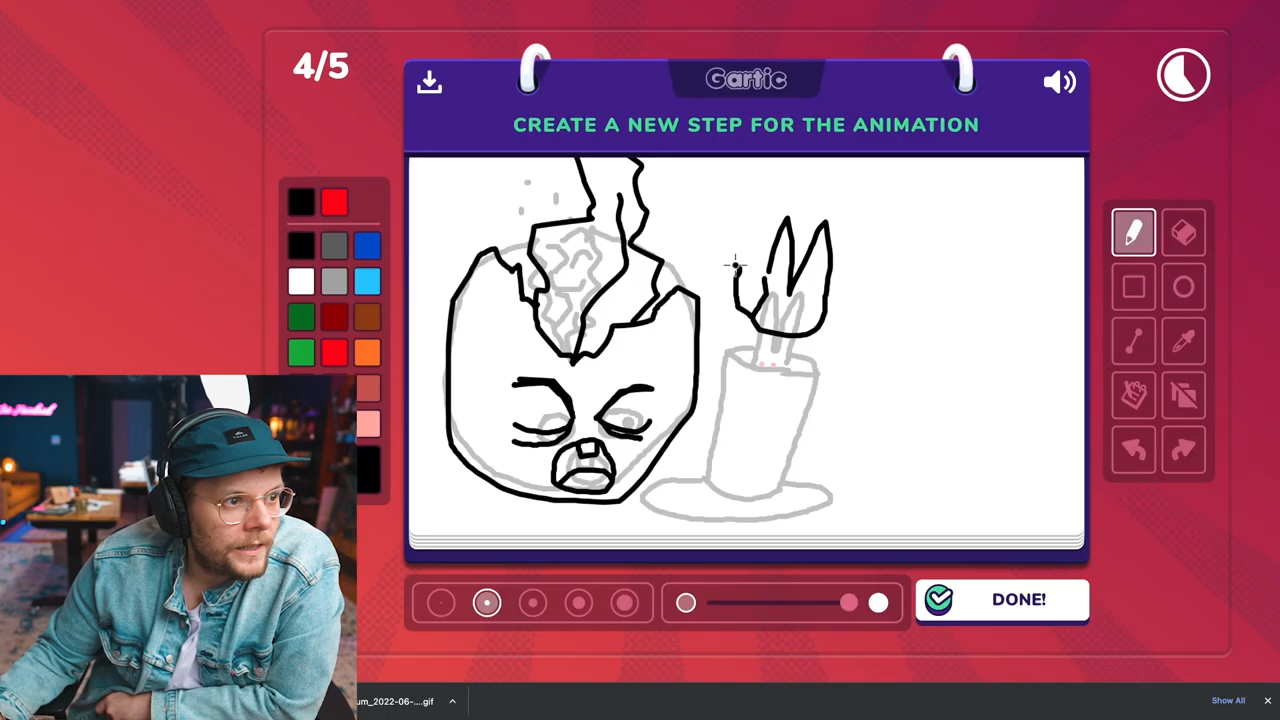 4/5
Gartic
CREATE A NEW STEP FOR THE ANIMATION
DONE!
um_2022-06-....gif
Show All